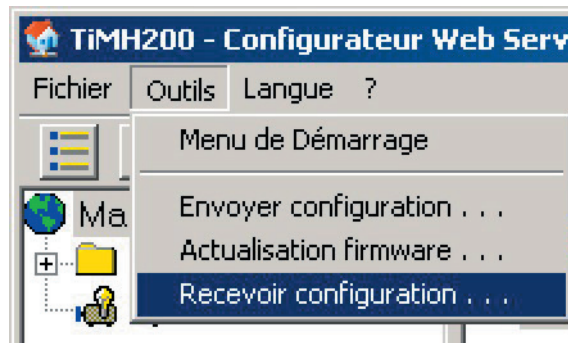 TiMH200 - Configurateur Web Serv
Fichier Outils Langue ?
Menu de Démarrage
Ma
Envoyer configuration . . .
Actualisation firmware . . .
Recevoir configuration . . .